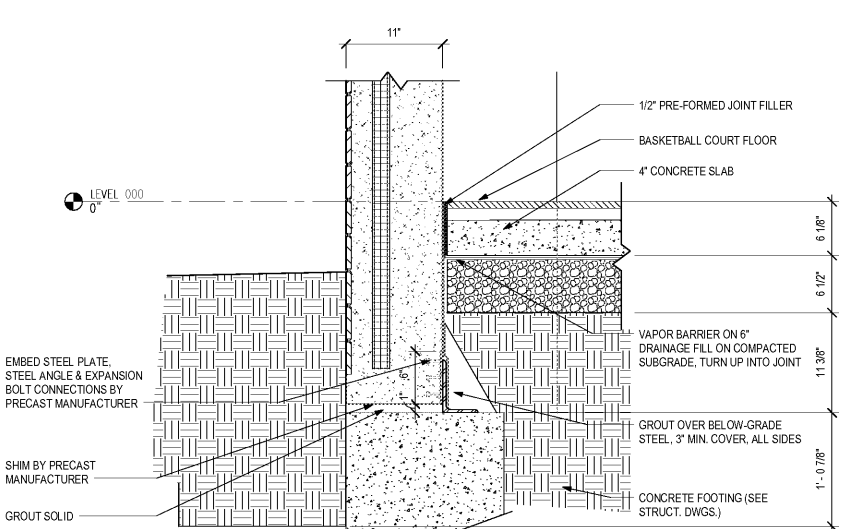 11"
1/2" PRE-FORMED JOINT FILLER
BASKETBALL COURT FLOOR
4" CONCRETE SLAB
LEVEL 000
0"
6 1/8"
6 1/2"
VAPOR BARRIER ON 6"
DRAINAGE FILL ON COMPACTED
SUBGRADE, TURN UP INTO JOINT
11 3/8"
EMBED STEEL PLATE,
STEEL ANGLE & EXPANSION
BOLT CONNECTIONS BY
PRECAST MANUFACTURER
6"
1"
GROUT OVER BELOW-GRADE
STEEL, 3" MIN. COVER, ALL SIDES
SHIM BY PRECAST
MANUFACTURER
1' - 0 7/8"
CONCRETE FOOTING (SEE
STRUCT. DWGS.)
GROUT SOLID